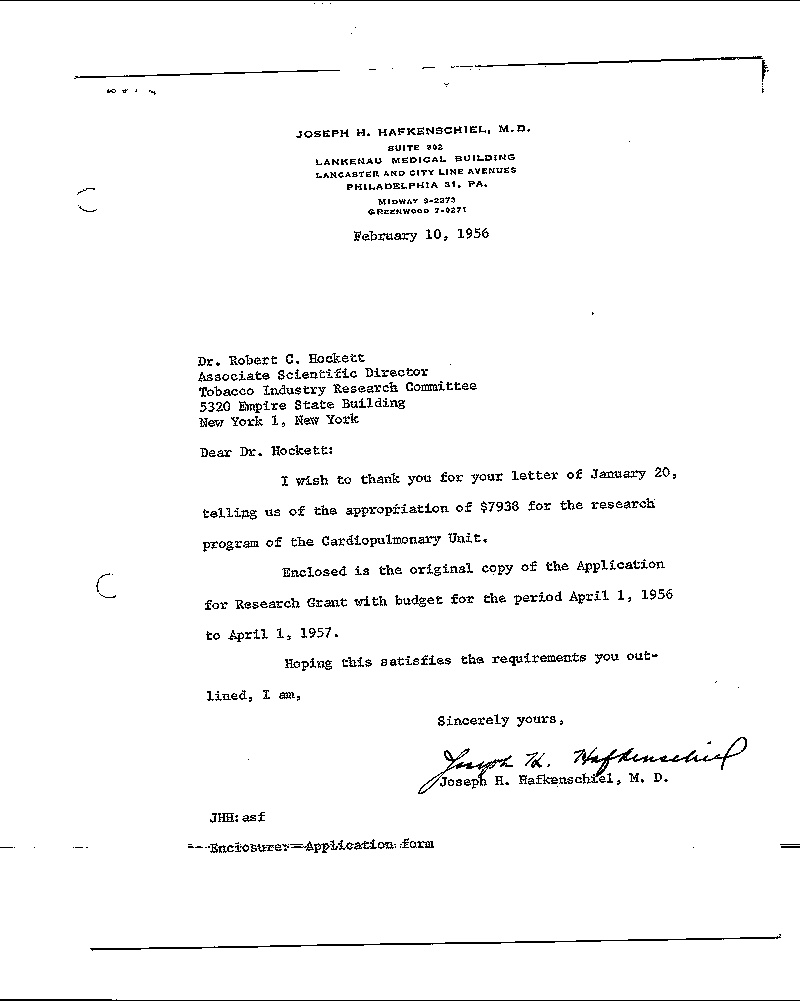 JOSEPH H. HAFKENSCHIEL, M.D.
SUITE 302
LANKENAU MEDICAL BUILDING
LANCASTER AND CITY LINE AVENUES
PHILADELPHIA 31, PA.
MIDWAY 9-2273
GREENWOOD 7-0271
February 10, 1956
Dr. Robert C. Hockett
Associate Scientific Director
Tobacco Industry Research Committee
5320 Empire State Building
New York 1, New York
Dear Dr. Hockett:
I wish to thank you for your letter of January 20,
telling us of the appropriation of $7938 for the research
program of the Cardiopulmonary Unit.
Enclosed is the original copy of the Application
for Research Grant with budget for the period April 1, 1956
to April 1, 1957.
Hoping this satisfies the requirements you out-
lined, I am,
Sincerely yours,
Joseph H. Hafkenschiel
Joseph H. Hafkenschiel, M. D.
JHH:asf
Enclosure: Application form